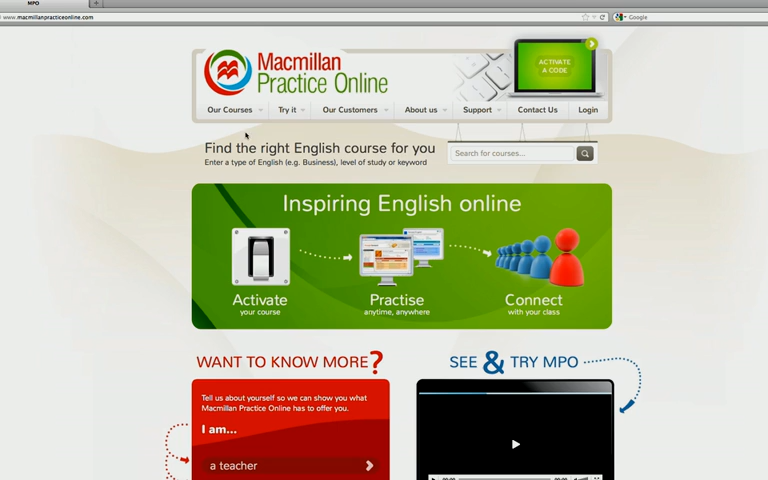 MPO
www.macmillanpracticeonline.com
Google
Macmillan
Practice Online
ACTIVATE
A CODE
Our Courses
Try it
Our Customers
About us
Support
Contact Us
Login
Find the right English course for you
Enter a type of English (e.g. Business), level of study or keyword
Search for courses...
Inspiring English online
Activate
your course
Practise
anytime, anywhere
Connect
with your class
WANT TO KNOW MORE?
SEE & TRY MPO
Tell us about yourself so we can show you what
Macmillan Practice Online has to offer you.
I am...
a teacher